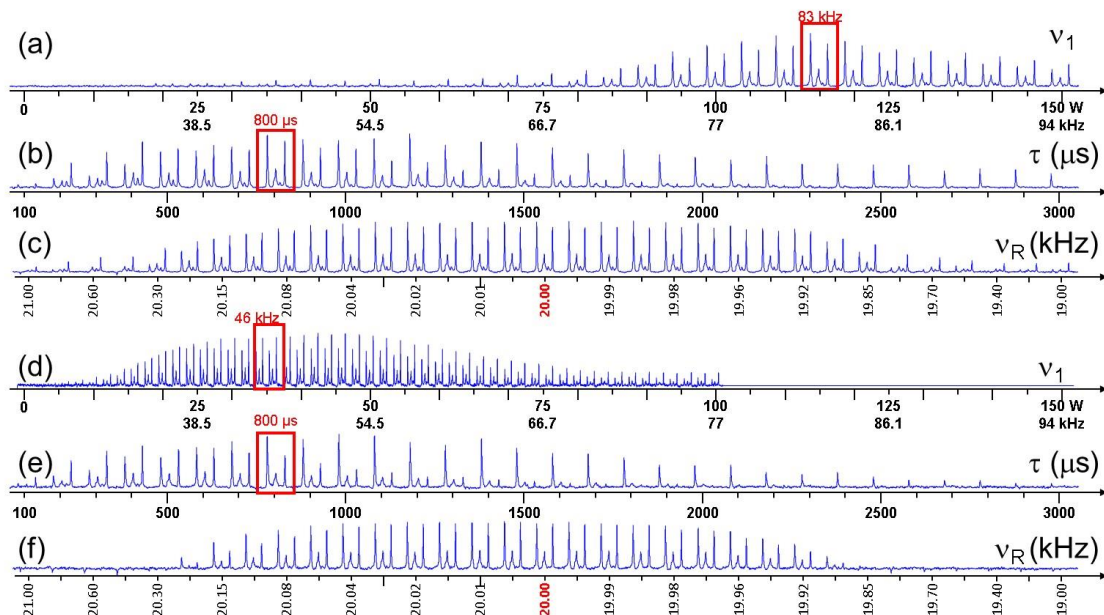 83 kHz
(a) ν₁
0 25 50 75 100 125 150 W
38.5 54.5 66.7 77 86.1 94 kHz
800 µs
(b) τ (µs)
100 500 1000 1500 2000 2500 3000
(c) νR (kHz)
21.00 20.60 20.30 20.15 20.08 20.04 20.02 20.01 20.00 19.99 19.98 19.96 19.92 19.85 19.70 19.40 19.00
46 kHz
(d) ν₁
0 25 50 75 100 125 150 W
38.5 54.5 66.7 77 86.1 94 kHz
800 µs
(e) τ (µs)
100 500 1000 1500 2000 2500 3000
(f) νR (kHz)
21.00 20.60 20.30 20.15 20.08 20.04 20.02 20.01 20.00 19.99 19.98 19.96 19.92 19.85 19.70 19.40 19.00